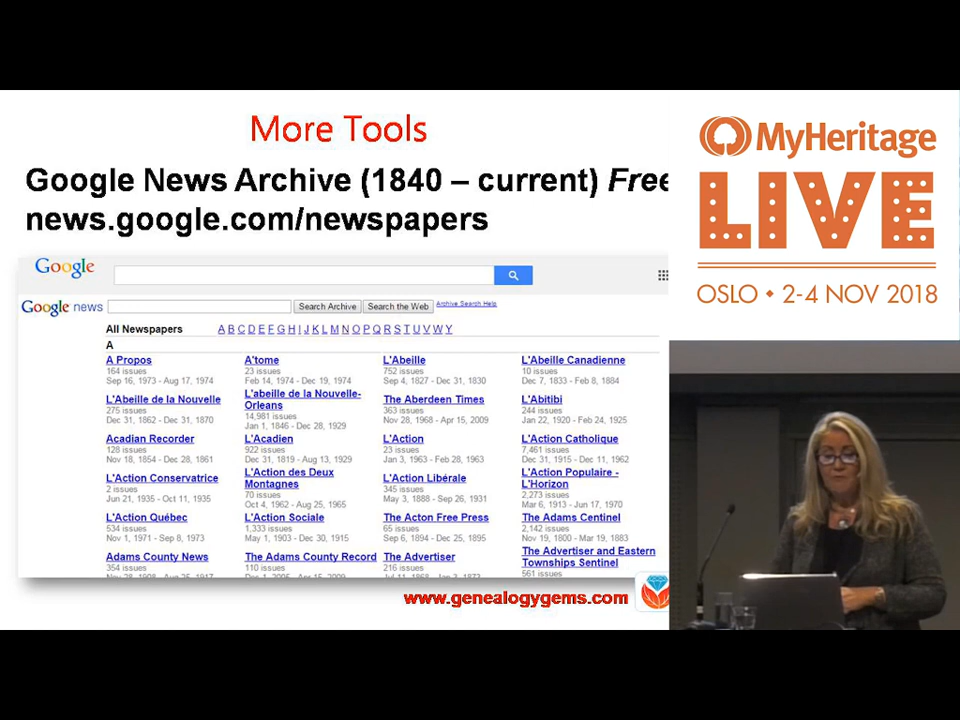 More Tools
Google News Archive (1840 – current) Free
news.google.com/newspapers
Google
Google news Search Archive Search the Web Archive Search Help
All Newspapers A B C D E F G H I J K L M N O P Q R S T U V W Y
A
A Propos A'tome L'Abeille L'Abeille Canadienne
164 issues 23 issues 752 issues 10 issues
Sep 16, 1973 - Aug 17, 1974 Feb 14, 1974 - Dec 19, 1974 Sep 4, 1827 - Dec 31, 1830 Dec 7, 1833 - Feb 8, 1884
L'Abeille de la Nouvelle L'abeille de la Nouvelle-Orleans The Aberdeen Times L'Abitibi
275 issues 14,981 issues 363 issues 244 issues
Dec 31, 1862 - Dec 31, 1870 Jan 1, 1846 - Dec 28, 1929 Nov 28, 1968 - Apr 15, 2009 Jan 22, 1920 - Feb 24, 1925
Acadian Recorder L'Acadien L'Action L'Action Catholique
128 issues 922 issues 23 issues 7,461 issues
Nov 18, 1854 - Dec 28, 1861 Dec 31, 1819 - Aug 13, 1929 Jan 3, 1963 - Feb 28, 1963 Dec 31, 1915 - Dec 11, 1962
L'Action Conservatrice L'Action des Deux Montagnes L'Action Libérale L'Action Populaire - L'Horizon
2 issues 70 issues 345 issues 2,273 issues
Jun 21, 1935 - Oct 11, 1935 Oct 4, 1962 - Aug 25, 1965 May 3, 1888 - Sep 26, 1931 Mar 6, 1913 - Jun 17, 1970
L'Action Québec L'Action Sociale The Acton Free Press The Adams Centinel
534 issues 1,333 issues 65 issues 2,142 issues
Nov 1, 1971 - Sep 8, 1973 May 1, 1903 - Dec 30, 1915 Sep 6, 1894 - Dec 25, 1895 Nov 19, 1800 - Mar 19, 1883
Adams County News The Adams County Record The Advertiser The Advertiser and Eastern Townships Sentinel
354 issues 110 issues 216 issues 561 issues
www.genealogygems.com
MyHeritage
LIVE
OSLO • 2-4 NOV 2018